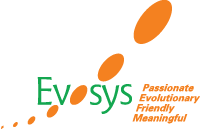 Evosys
Passionate
Evolutionary
Friendly
Meaningful